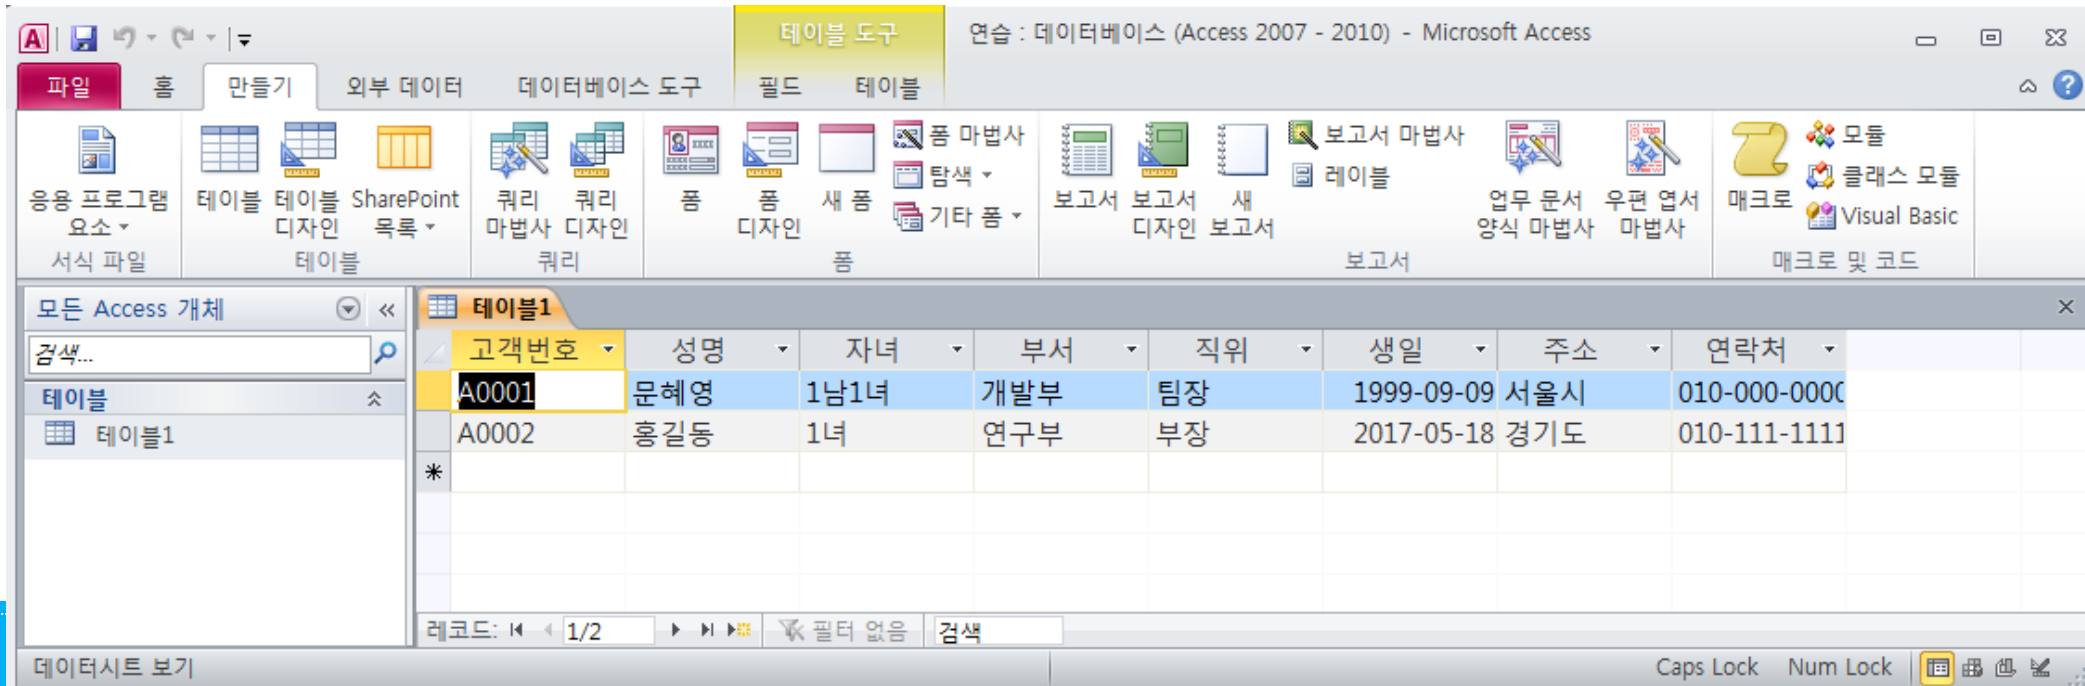 테이블 도구
연습 : 데이터베이스 (Access 2007 - 2010) - Microsoft Access
파일 홈 만들기 외부 데이터 데이터베이스 도구 필드 테이블
응용 프로그램 요소
테이블
테이블 디자인
SharePoint 목록
쿼리 마법사
쿼리 디자인
폼
폼 디자인
새 폼
폼 마법사
탐색
기타 폼
보고서
보고서 디자인
새 보고서
보고서 마법사
레이블
업무 문서 양식 마법사
우편 엽서 마법사
매크로
모듈
클래스 모듈
Visual Basic
서식 파일 테이블 쿼리 폼 보고서 매크로 및 코드
모든 Access 개체
검색...
테이블
테이블1
테이블1
고객번호 성명 자녀 부서 직위 생일 주소 연락처
A0001 문혜영 1남1녀 개발부 팀장 1999-09-09 서울시 010-000-0000
A0002 홍길동 1녀 연구부 부장 2017-05-18 경기도 010-111-1111
레코드: 1/2 필터 없음 검색
데이터시트 보기 Caps Lock Num Lock